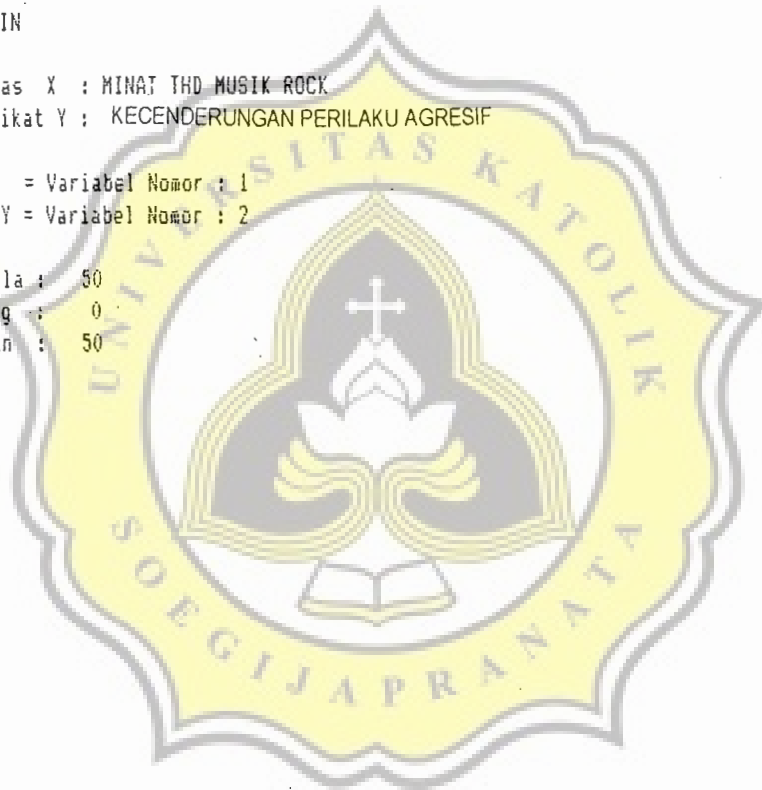 IN
as X : MINAT THD MUSIK ROCK
ikat Y : KECENDERUNGAN PERILAKU AGRESIF
= Variabel Nomor : 1
Y = Variabel Nomor : 2
la : 50
g : 0
n : 50
UNIVERSITAS KATOLIK
SOEGIJAPRANATA